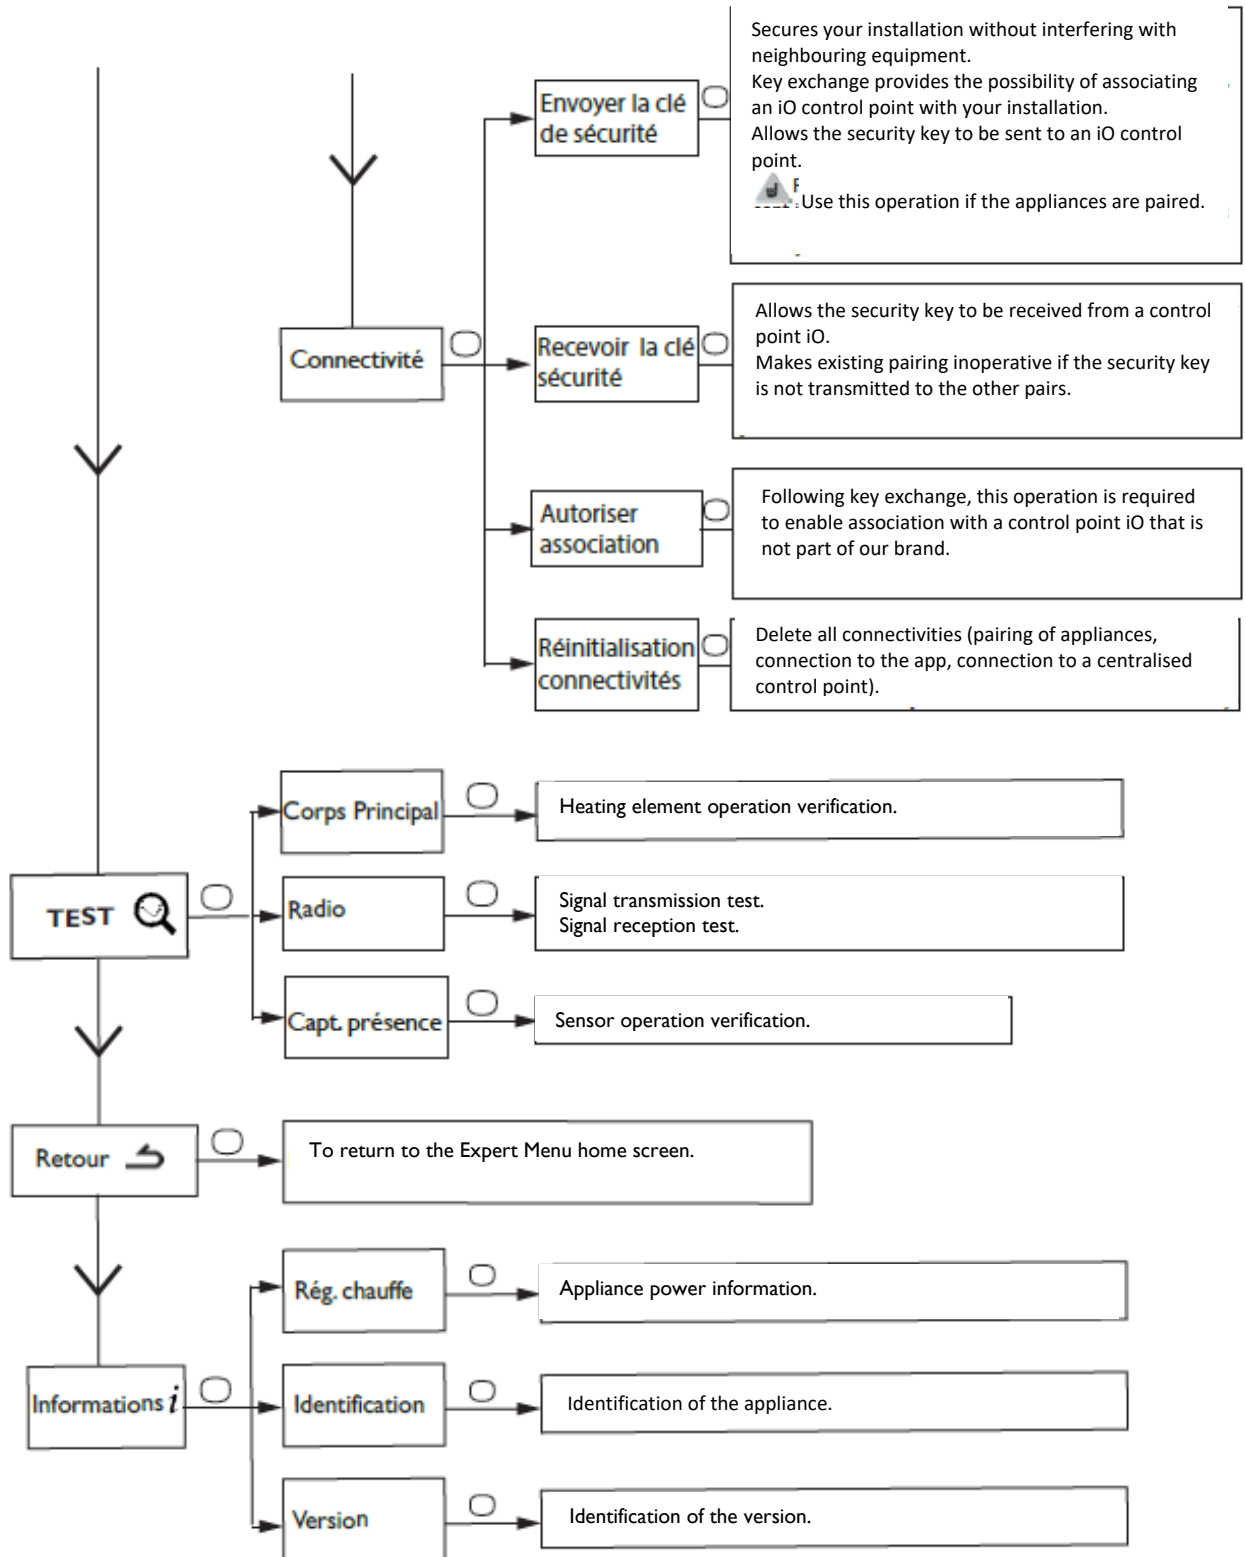 Secures your installation without interfering with
neighbouring equipment.
Key exchange provides the possibility of associating
an iO control point with your installation.
Allows the security key to be sent to an iO control
point.
Use this operation if the appliances are paired.
Envoyer la clé
de sécurité
Connectivité
Recevoir la clé
sécurité
Allows the security key to be received from a control
point iO.
Makes existing pairing inoperative if the security key
is not transmitted to the other pairs.
Autoriser
association
Following key exchange, this operation is required
to enable association with a control point iO that is
not part of our brand.
Réinitialisation
connectivités
Delete all connectivities (pairing of appliances,
connection to the app, connection to a centralised
control point).
Corps Principal
Heating element operation verification.
TEST
Radio
Signal transmission test.
Signal reception test.
Capt. présence
Sensor operation verification.
Retour
To return to the Expert Menu home screen.
Rég. chauffe
Appliance power information.
Informations i
Identification
Identification of the appliance.
Version
Identification of the version.